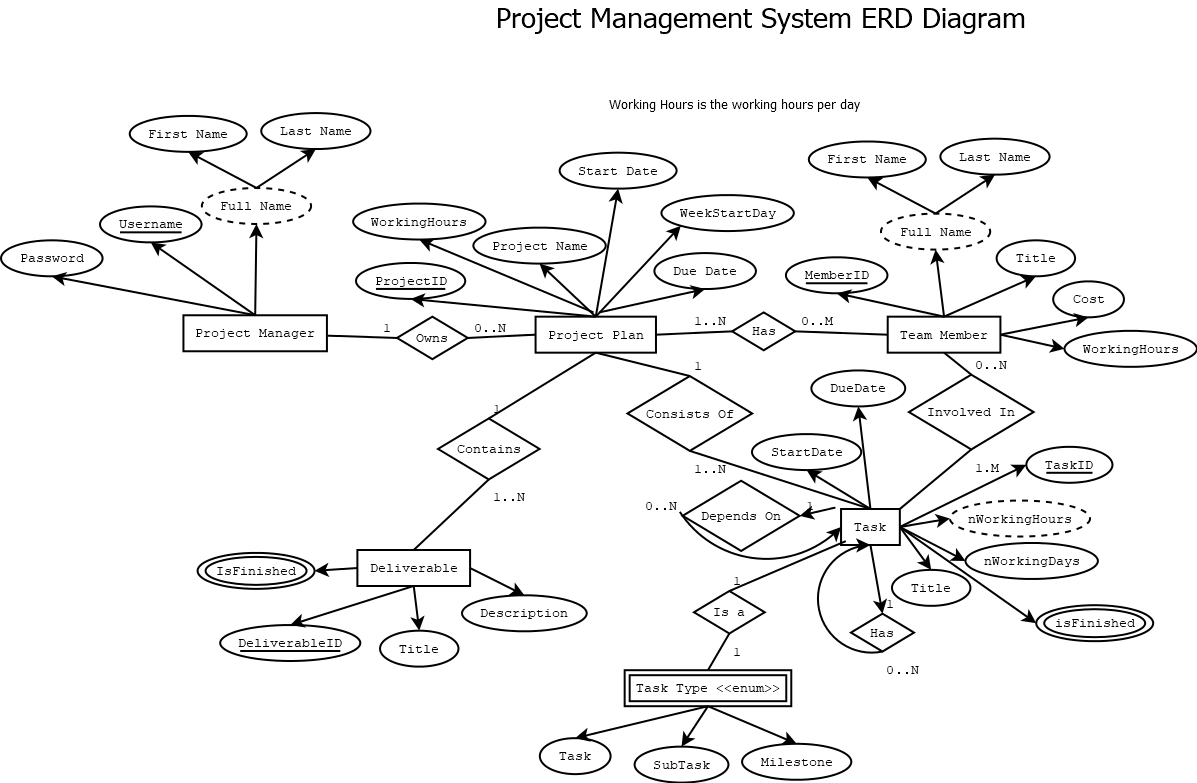 Project Management System ERD Diagram
Working Hours is the working hours per day
First Name
Last Name
Full Name
Username
Password
Project Manager
1
Owns
0..N
Start Date
WorkingHours
WeekStartDay
Project Name
Due Date
ProjectID
Project Plan
1..N
Has
0..M
First Name
Last Name
Full Name
MemberID
Title
Cost
WorkingHours
Team Member
0..N
Involved In
1.M
1
Consists Of
1..N
1
Contains
1..N
DueDate
StartDate
TaskID
nWorkingHours
nWorkingDays
Title
isFinished
Task
0..N
Depends On
1
1
Has
0..N
IsFinished
Deliverable
Description
DeliverableID
Title
1
Is a
1
Task Type <<enum>>
Task
SubTask
Milestone